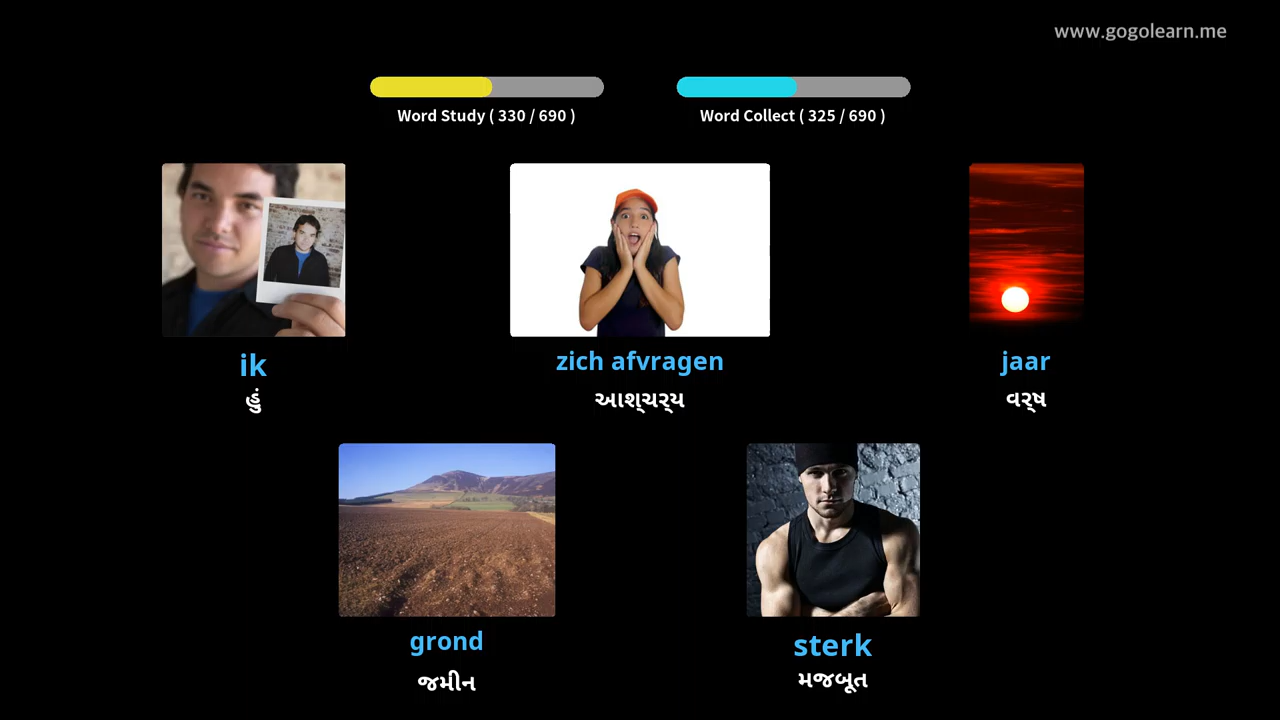 www.gogolearn.me
Word Study ( 330 / 690 )
Word Collect ( 325 / 690 )
ik
હું
zich afvragen
આશ્ચર્ય
jaar
વર્ષ
grond
જમીન
sterk
મજબૂત